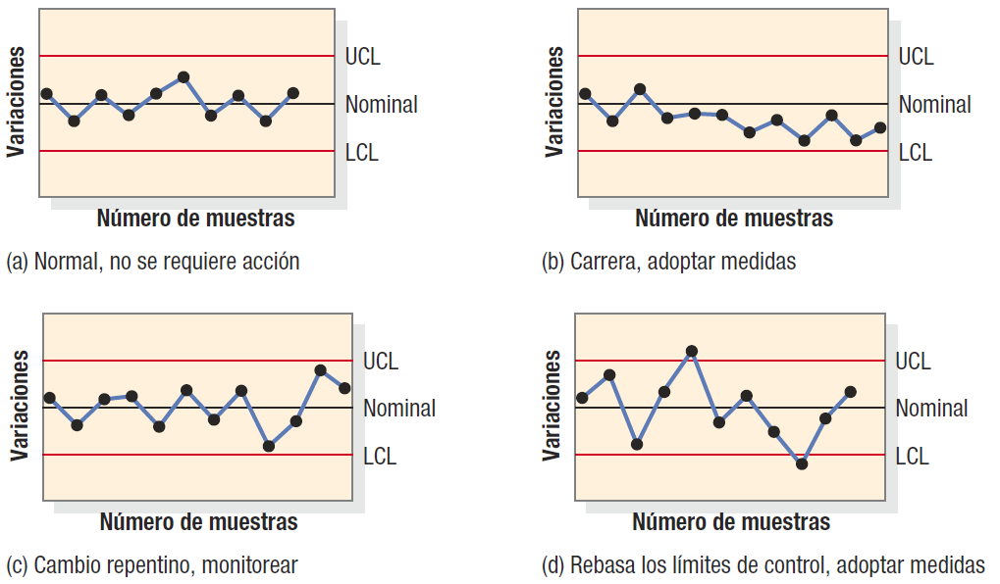 Variaciones
UCL
Nominal
LCL
Número de muestras
(a) Normal, no se requiere acción
Variaciones
UCL
Nominal
LCL
Número de muestras
(b) Carrera, adoptar medidas
Variaciones
UCL
Nominal
LCL
Número de muestras
(c) Cambio repentino, monitorear
Variaciones
UCL
Nominal
LCL
Número de muestras
(d) Rebasa los límites de control, adoptar medidas